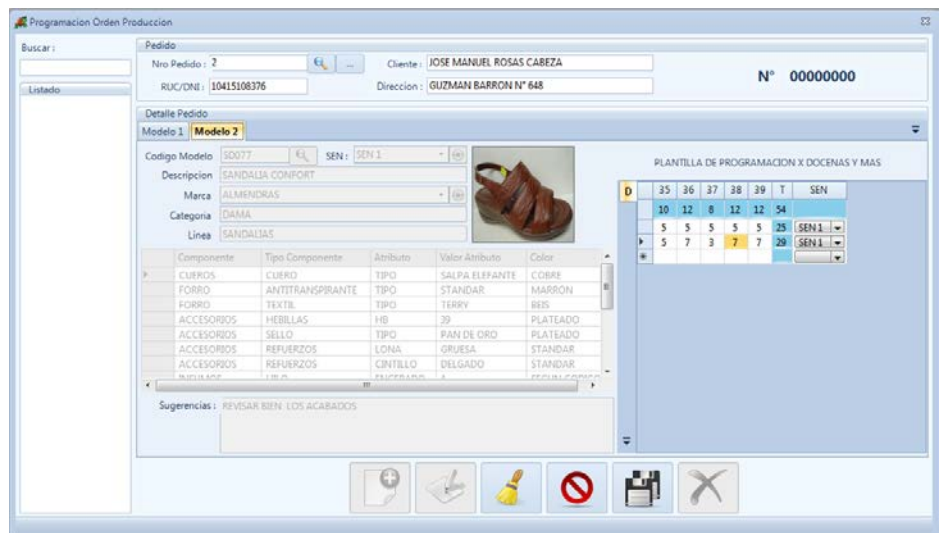 Programacion Orden Produccion
Buscar :
Listado
Pedido
Nro Pedido : 2
...
Cliente : JOSE MANUEL ROSAS CABEZA
RUC/DNI : 10415108376
Direccion : GUZMAN BARRON N° 648
N° 00000000
Detalle Pedido
Modelo 1 Modelo 2
Codigo Modelo S0077 SEN : SEN 1
Descripcion SANDALIA CONFORT
Marca ALMENDRAS
Categoria DAMA
Linea SANDALIAS
Componente Tipo Componente Atributo Valor Atributo Color
CUEROS CUERO TIPO SALPA ELEFANTE COBRE
FORRO ANTITRANSPIRANTE TIPO STANDAR MARRON
FORRO TEXTIL TIPO TERRY BEIS
ACCESORIOS HEBILLAS HB 39 PLATEADO
ACCESORIOS SELLO TIPO PAN DE ORO PLATEADO
ACCESORIOS REFUERZOS LONA GRUESA STANDAR
ACCESORIOS REFUERZOS CINTILLO DELGADO STANDAR
Sugerencias : REVISAR BIEN LOS ACABADOS
PLANTILLA DE PROGRAMACION X DOCENAS Y MAS
D 35 36 37 38 39 T SEN
10 12 8 12 12 54
5 5 5 5 5 25 SEN 1
5 7 3 7 7 29 SEN 1